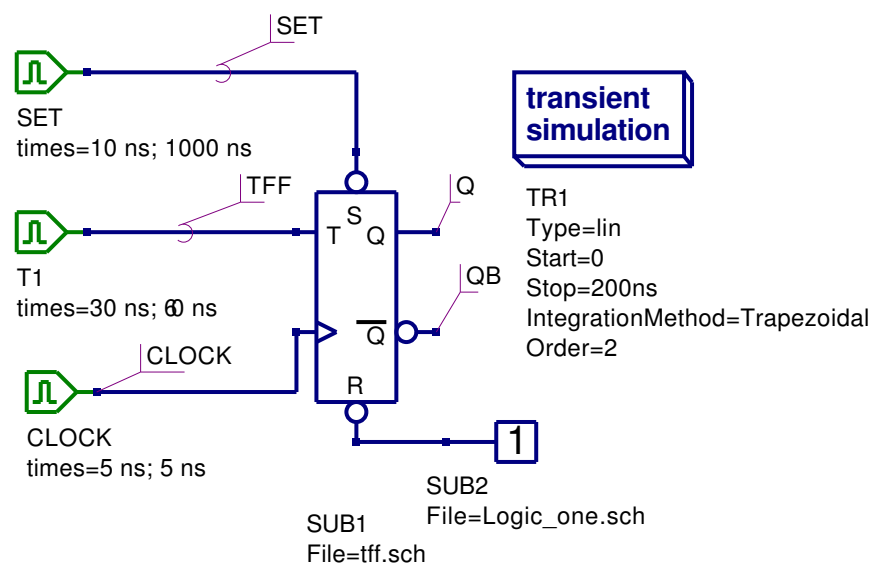 SET
SET
times=10 ns; 1000 ns
transient
simulation
TFF
Q
S
T
Q
TR1
Type=lin
Start=0
Stop=200ns
IntegrationMethod=Trapezoidal
Order=2
T1
times=30 ns; 60 ns
QB
Q
CLOCK
R
1
CLOCK
times=5 ns; 5 ns
SUB2
File=Logic_one.sch
SUB1
File=tff.sch